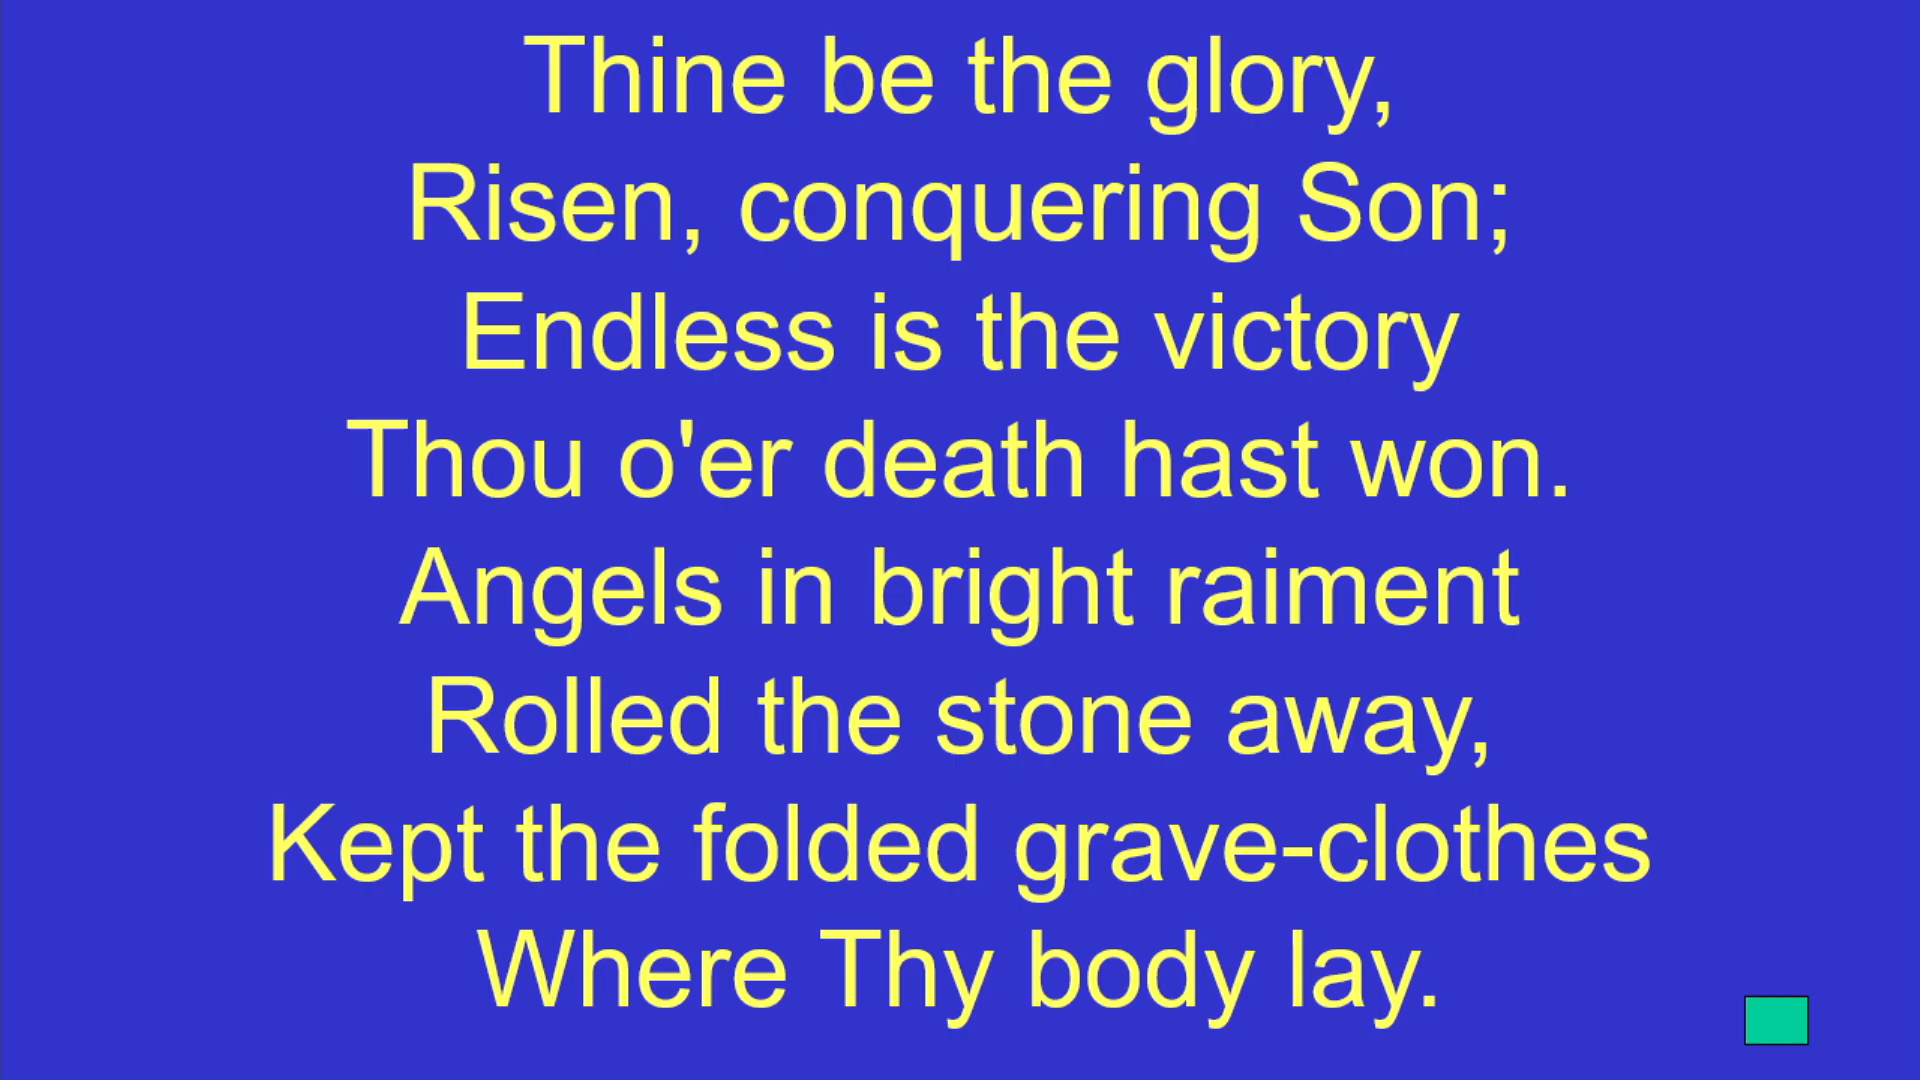 Thine be the glory,
Risen, conquering Son;
Endless is the victory
Thou o'er death hast won.
Angels in bright raiment
Rolled the stone away,
Kept the folded grave-clothes
Where Thy body lay.